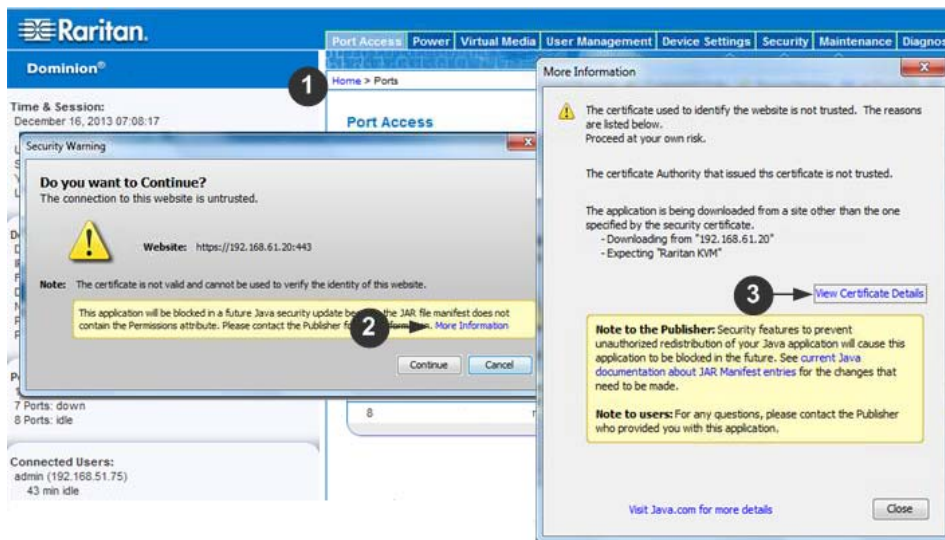 Raritan.
Port Access Power Virtual Media User Management Device Settings Security Maintenance
Dominion®
1
Home > Ports
Time & Session:
December 16, 2013 07:08:17
Port Access
Security Warning
Do you want to Continue?
The connection to this website is untrusted.
Website: https://192.168.61.20:443
Note: The certificate is not valid and cannot be used to verify the identity of this website.
This application will be blocked in a future Java security update the JAR file manifest does not
contain the Permissions attribute. Please contact the Publisher More Information
2
Continue Cancel
7 Ports: down
8 Ports: idle
8
Connected Users:
admin (192.168.51.75)
43 min idle
More Information
The certificate used to identify the website is not trusted. The reasons
are listed below.
Proceed at your own risk.
The certificate Authority that issued ths certificate is not trusted.
The application is being downloaded from a site other than the one
specified by the security certificate.
- Downloading from "192.168.61.20"
- Expecting "Raritan KVM"
3
View Certificate Details
Note to the Publisher: Security features to prevent
unauthorized redistribution of your Java application will cause this
application to be blocked in the future. See current Java
documentation about JAR Manifest entries for the changes that
need to be made.
Note to users: For any questions, please contact the Publisher
who provided you with this application.
Visit Java.com for more details
Close